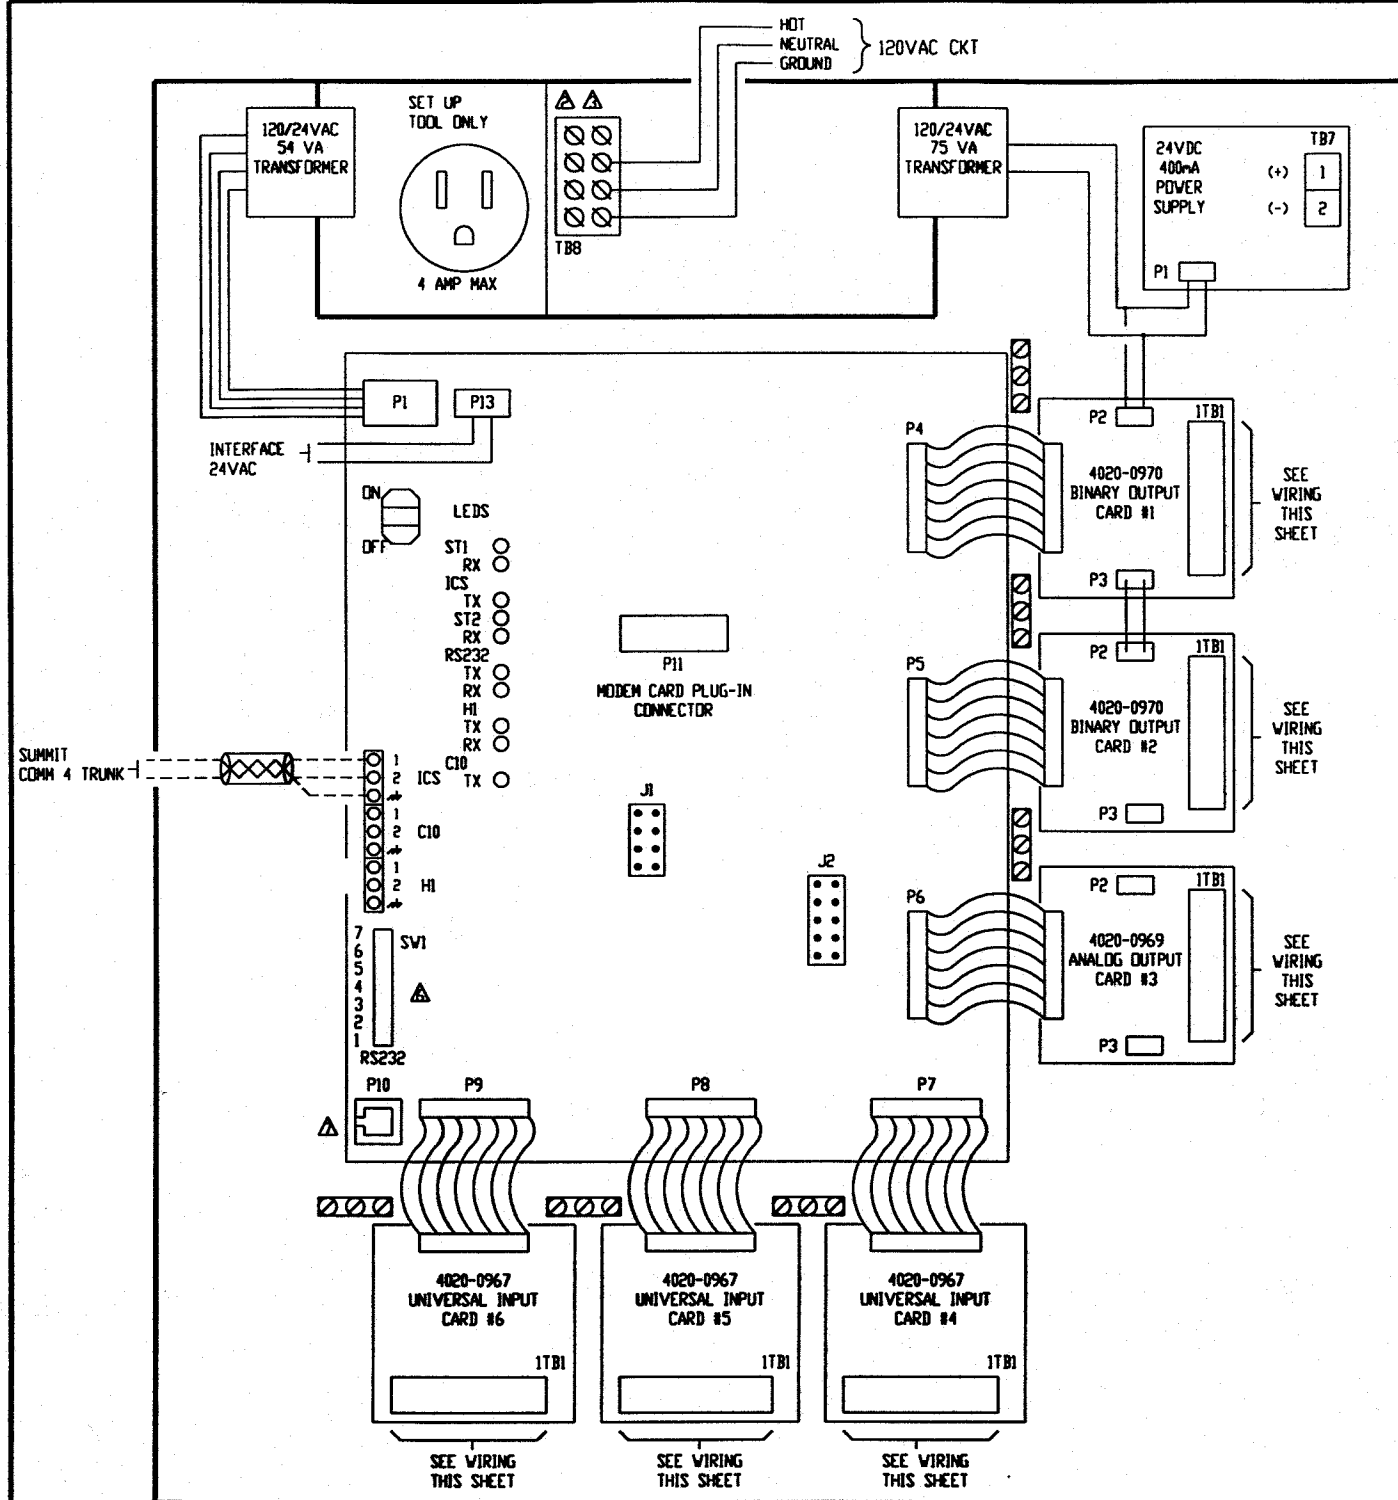 HOT
NEUTRAL
GROUND
120VAC CKT
120/24VAC
54 VA
TRANSFORMER
SET UP
TOOL ONLY
4 AMP MAX
TB8
120/24VAC
75 VA
TRANSFORMER
24VDC
400mA
POWER
SUPPLY
TB7
(+) 1
(-) 2
P1
P1
P13
INTERFACE
24VAC
ON
OFF
LEDS
ST1
RX
ICS
TX
ST2
RX
RS232
TX
RX
H1
TX
RX
C10
TX
P11
MODEM CARD PLUG-IN
CONNECTOR
SUMMIT
COMM 4 TRUNK
1
2 ICS
1
2 C10
1
2 H1
J1
J2
7
6
5
4
3
2
1
SW1
6
RS232
P10
7
P4
P2
1TB1
4020-0970
BINARY OUTPUT
CARD #1
P3
SEE
WIRING
THIS
SHEET
P5
P2
1TB1
4020-0970
BINARY OUTPUT
CARD #2
P3
SEE
WIRING
THIS
SHEET
P6
P2
1TB1
4020-0969
ANALOG OUTPUT
CARD #3
P3
SEE
WIRING
THIS
SHEET
P9
P8
P7
4020-0967
UNIVERSAL INPUT
CARD #6
1TB1
SEE WIRING
THIS SHEET
4020-0967
UNIVERSAL INPUT
CARD #5
1TB1
SEE WIRING
THIS SHEET
4020-0967
UNIVERSAL INPUT
CARD #4
1TB1
SEE WIRING
THIS SHEET